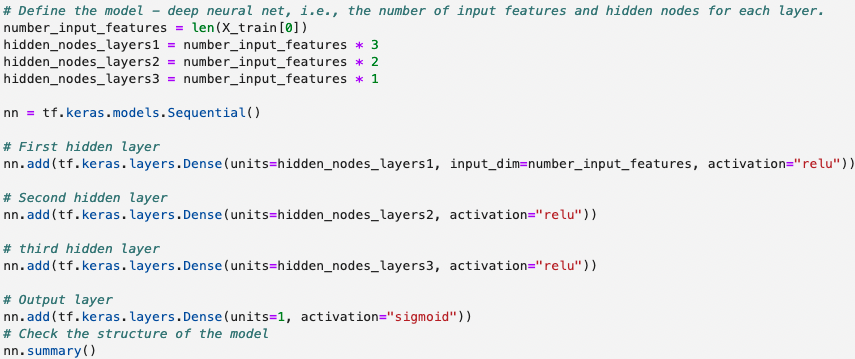 # Define the model - deep neural net, i.e., the number of input features and hidden nodes for each layer.
number_input_features = len(X_train[0])
hidden_nodes_layers1 = number_input_features * 3
hidden_nodes_layers2 = number_input_features * 2
hidden_nodes_layers3 = number_input_features * 1
nn = tf.keras.models.Sequential()
# First hidden layer
nn.add(tf.keras.layers.Dense(units=hidden_nodes_layers1, input_dim=number_input_features, activation="relu"))
# Second hidden layer
nn.add(tf.keras.layers.Dense(units=hidden_nodes_layers2, activation="relu"))
# third hidden layer
nn.add(tf.keras.layers.Dense(units=hidden_nodes_layers3, activation="relu"))
# Output layer
nn.add(tf.keras.layers.Dense(units=1, activation="sigmoid"))
# Check the structure of the model
nn.summary()